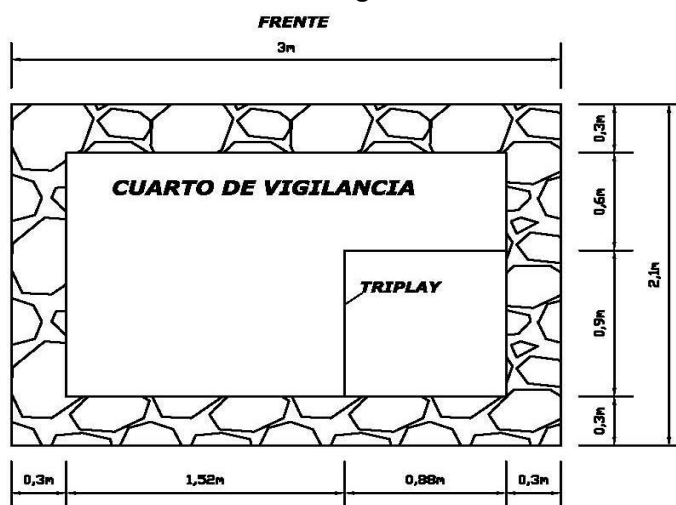 FRENTE
3m
0,3m
CUARTO DE VIGILANCIA
0,6m
2,1m
TRIPLAY
0,9m
0,3m
0,3m
1,52m
0,88m
0,3m